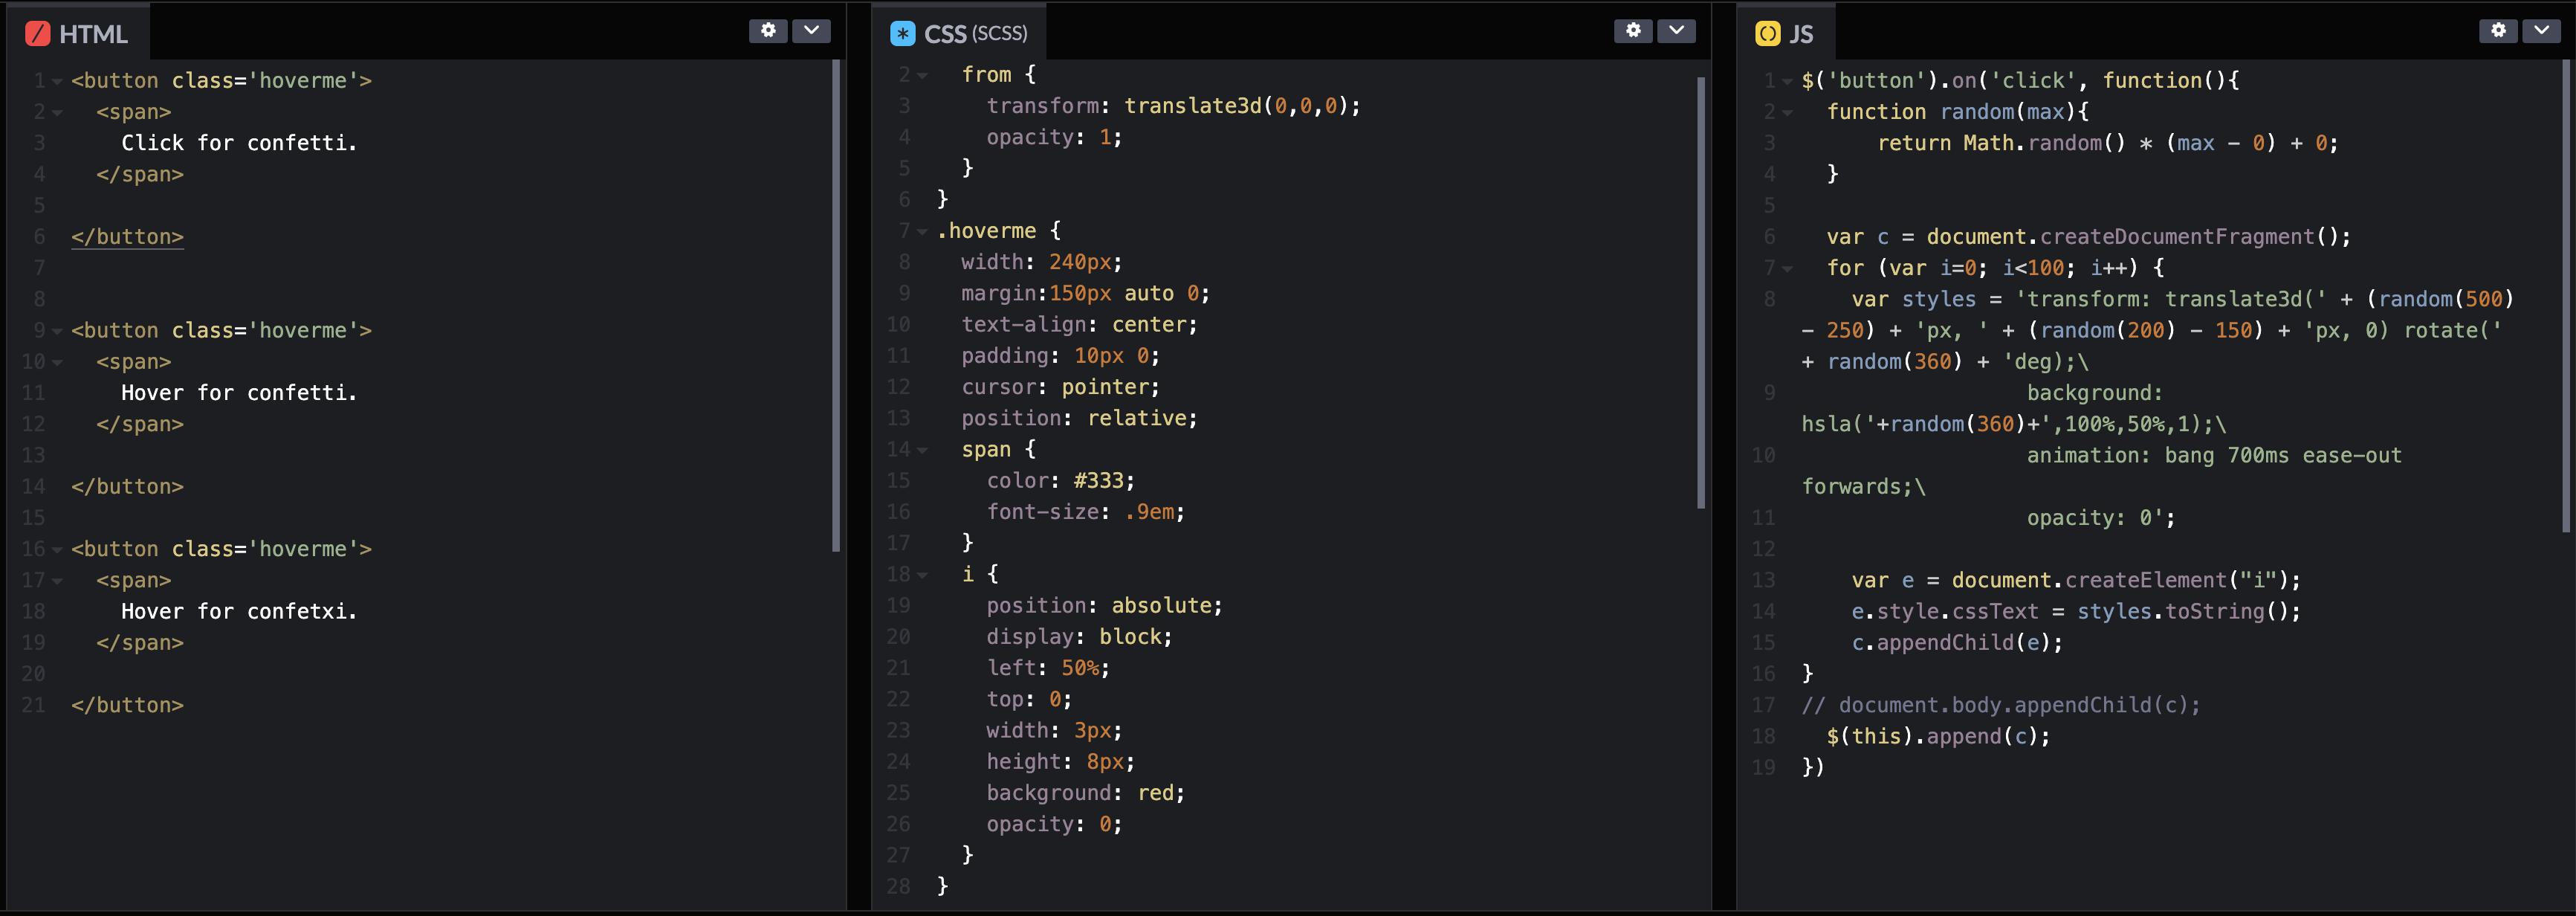 HTML
1 <button class='hoverme'>
2 <span>
3 Click for confetti.
4 </span>
5
6 </button>
7
8
9 <button class='hoverme'>
10 <span>
11 Hover for confetti.
12 </span>
13
14 </button>
15
16 <button class='hoverme'>
17 <span>
18 Hover for confetxi.
19 </span>
20
21 </button>
CSS (SCSS)
2 from {
3 transform: translate3d(0,0,0);
4 opacity: 1;
5 }
6 }
7 .hoverme {
8 width: 240px;
9 margin:150px auto 0;
10 text-align: center;
11 padding: 10px 0;
12 cursor: pointer;
13 position: relative;
14 span {
15 color: #333;
16 font-size: .9em;
17 }
18 i {
19 position: absolute;
20 display: block;
21 left: 50%;
22 top: 0;
23 width: 3px;
24 height: 8px;
25 background: red;
26 opacity: 0;
27 }
28 }
JS
1 $('button').on('click', function(){
2 function random(max){
3 return Math.random() * (max - 0) + 0;
4 }
5
6 var c = document.createDocumentFragment();
7 for (var i=0; i<100; i++) {
8 var styles = 'transform: translate3d(' + (random(500)
- 250) + 'px, ' + (random(200) - 150) + 'px, 0) rotate('
+ random(360) + 'deg);\
9 background:
hsla('+random(360)+',100%,50%,1);\
10 animation: bang 700ms ease-out
forwards;\
11 opacity: 0';
12
13 var e = document.createElement("i");
14 e.style.cssText = styles.toString();
15 c.appendChild(e);
16 }
17 // document.body.appendChild(c);
18 $(this).append(c);
19 })